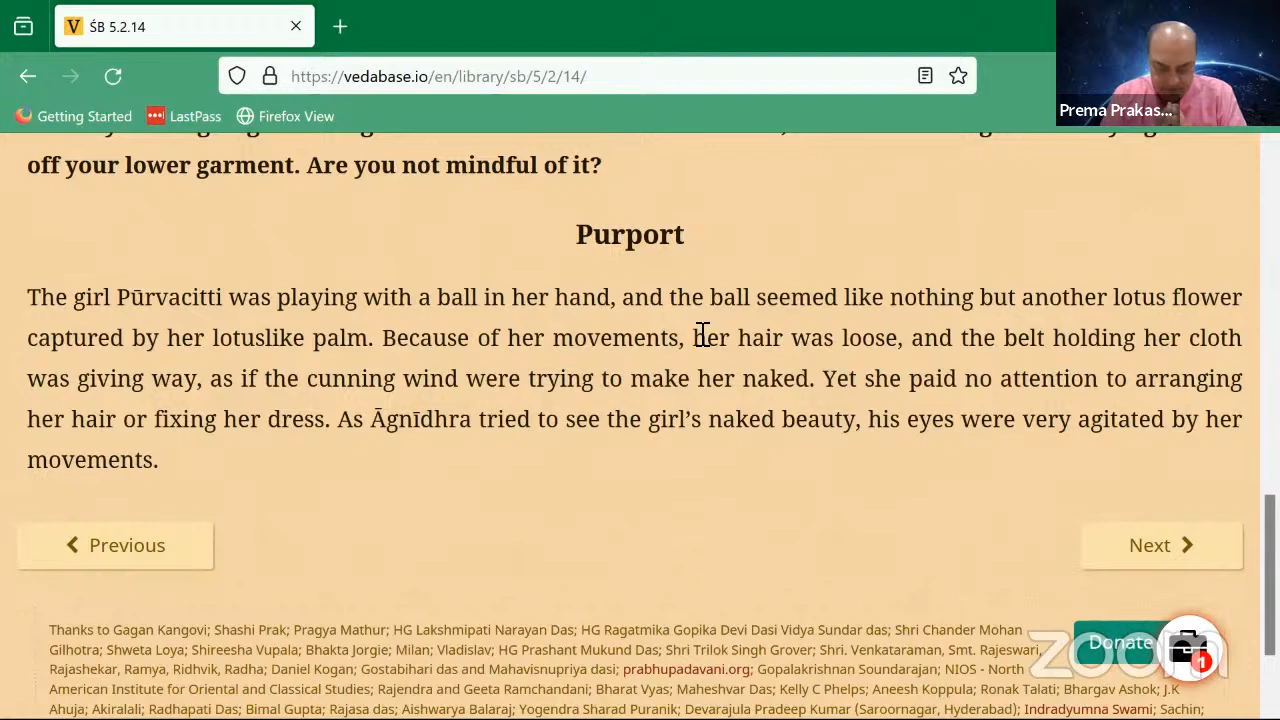 ŚB 5.2.14
https://vedabase.io/en/library/sb/5/2/14/
Getting Started
LastPass
Firefox View
Prema Prakas...
off your lower garment. Are you not mindful of it?
Purport
The girl Pūrvacitti was playing with a ball in her hand, and the ball seemed like nothing but another lotus flower
captured by her lotuslike palm. Because of her movements, her hair was loose, and the belt holding her cloth
was giving way, as if the cunning wind were trying to make her naked. Yet she paid no attention to arranging
her hair or fixing her dress. As Āgnīdhra tried to see the girl’s naked beauty, his eyes were very agitated by her
movements.
Previous
Next
Thanks to Gagan Kangovi; Shashi Prak; Pragya Mathur; HG Lakshmipati Narayan Das; HG Ragatmika Gopika Devi Dasi Vidya Sundar das; Shri Chander Mohan
Gilhotra; Shweta Loya; Shireesha Vupala; Bhakta Jorgie; Milan; Vladislav; HG Prashant Mukund Das; Shri Trilok Singh Grover; Shri. Venkataraman, Smt. Rajeswari,
Rajashekar, Ramya, Ridhvik, Radha; Daniel Kogan; Gostabihari das and Garavisnupriya dasi; prabhupadavani.org; Gopalakrishnan Soundarajan; NIOS - North
American Institute for Oriental and Classical Studies; Rajendra and Geeta Ramchandani; Bharat Vyas; Maheshvar Das; Kelly C Phelps; Aneesh Koppula; Ronak Talati; Bhargav Ashok; J.K
Ahuja; Akiralali; Radhapati Das; Bimal Gupta; Rajasa das; Aishwarya Balaraj; Yogendra Sharad Puranik; Devarajula Pradeep Kumar (Saroornagar, Hyderabad); Indradyumna Swami; Sachin;
Donate
1
zoom